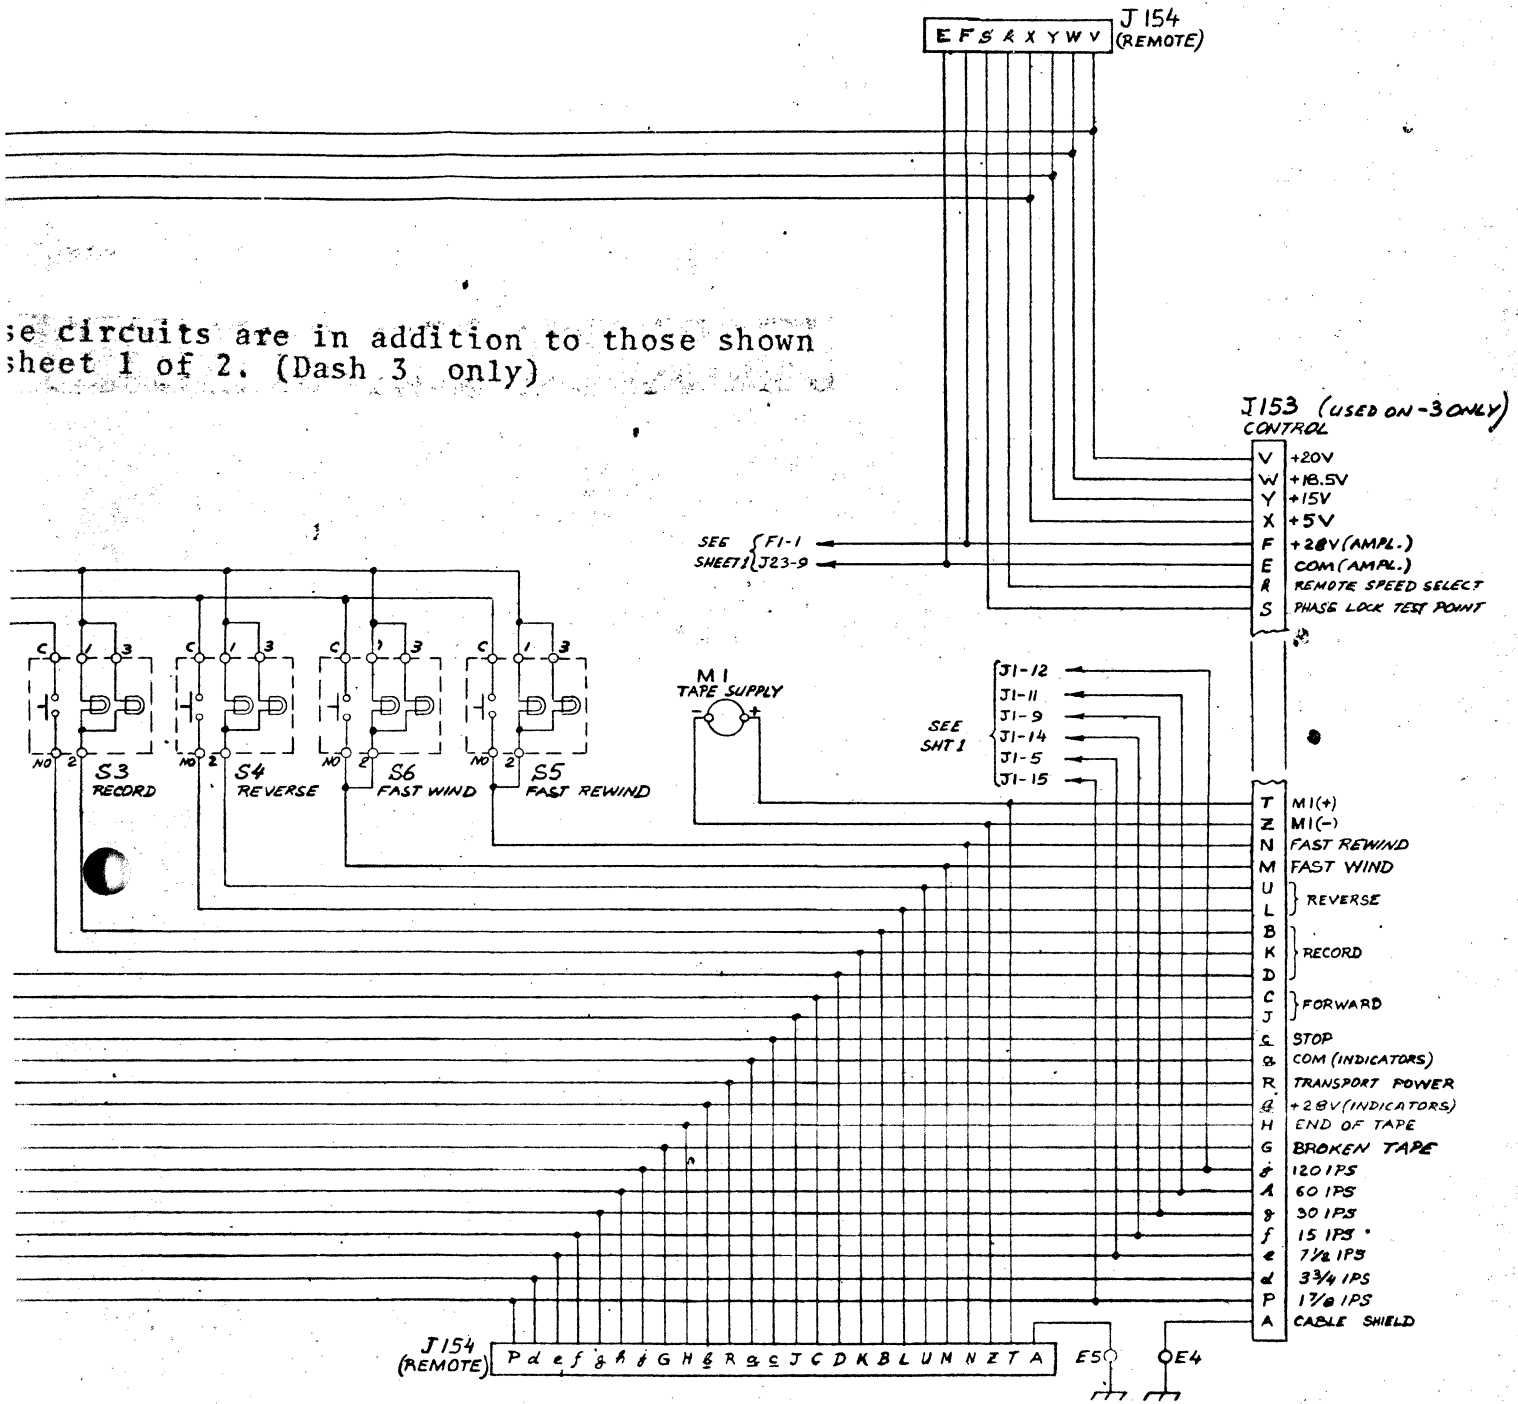 J154
(REMOTE)
E F S R X Y W V
se circuits are in addition to those shown
sheet 1 of 2. (Dash 3 only)
J153 (USED ON -3 ONLY)
CONTROL
V +20V
W +18.5V
Y +15V
X +5V
F +28V (AMPL.)
E COM (AMPL.)
R REMOTE SPEED SELECT
S PHASE LOCK TEST POINT
SEE SHEET 1
F1-1
J23-9
C 1 3
C 1 3
C 1 3
C 1 3
NO 2
NO 2
NO 2
NO 2
S3
RECORD
S4
REVERSE
S6
FAST WIND
S5
FAST REWIND
M1
TAPE SUPPLY
- +
SEE
SHT 1
J1-12
J1-11
J1-9
J1-14
J1-5
J1-15
T M1(+)
Z M1(-)
N FAST REWIND
M FAST WIND
U
L
REVERSE
B
K
D
RECORD
C
J
FORWARD
c STOP
a COM (INDICATORS)
R TRANSPORT POWER
b +28V (INDICATORS)
H END OF TAPE
G BROKEN TAPE
j 120 IPS
h 60 IPS
g 30 IPS
f 15 IPS
e 7½ IPS
d 3¾ IPS
P 1⅞ IPS
A CABLE SHIELD
J154
(REMOTE)
P d e f g h j G H b R a c J C D K B L U M N Z T A
E5
E4